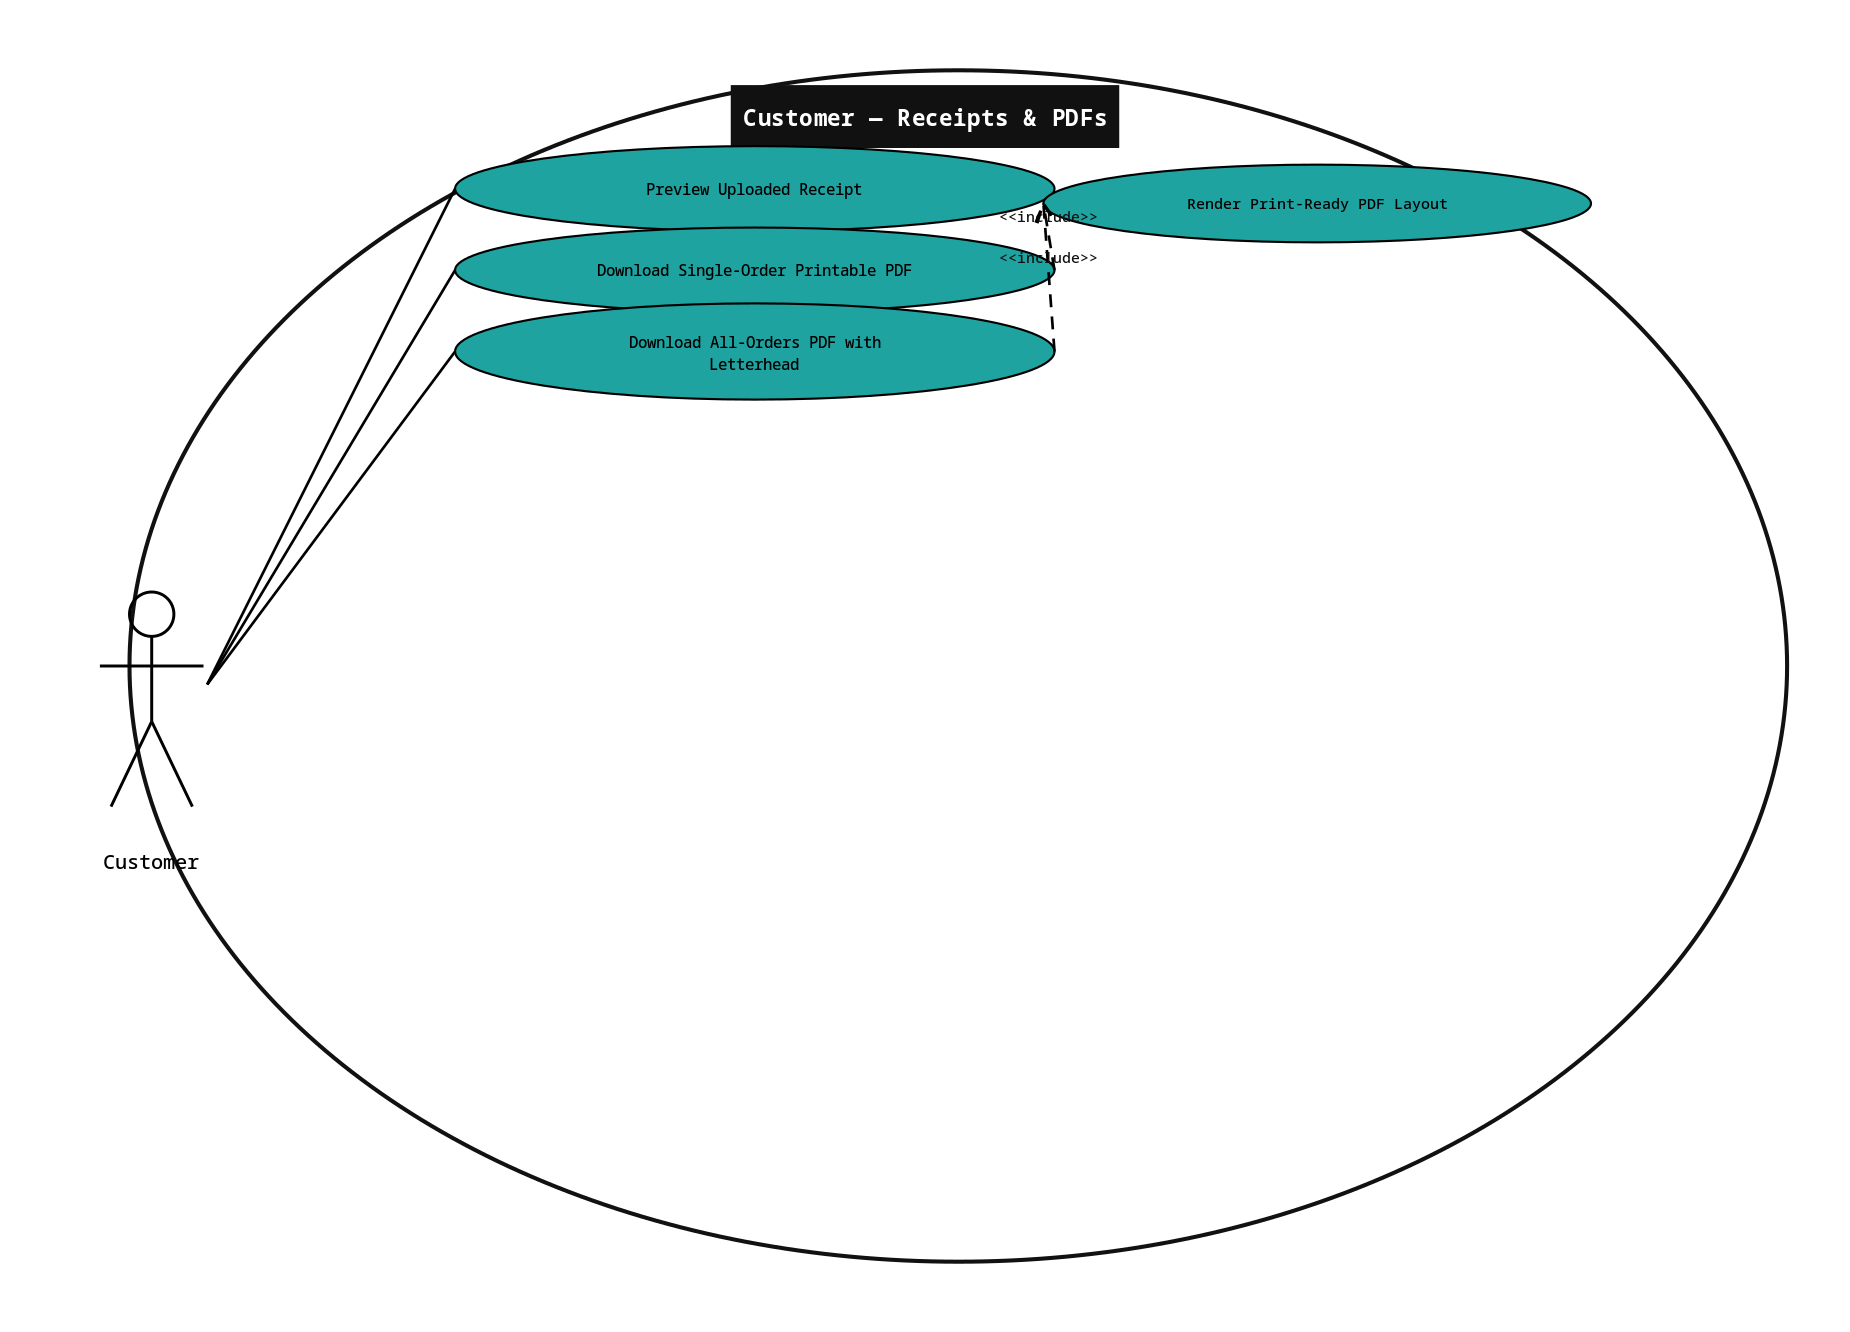 Customer — Receipts & PDFs
Preview Uploaded Receipt
Render Print-Ready PDF Layout
<<include>>
<<include>>
Download Single-Order Printable PDF
Download All-Orders PDF with
Letterhead
Customer